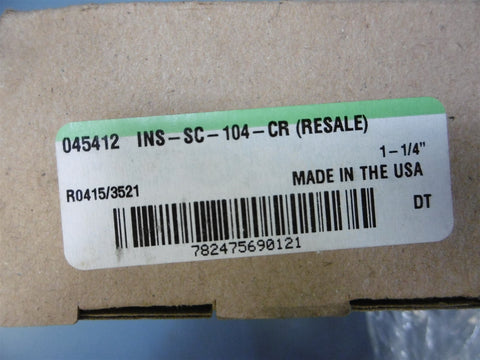 045412 INS-SC-104-CR (RESALE)
1-1/4"
R0415/3521 MADE IN THE USA
DT
782475690121